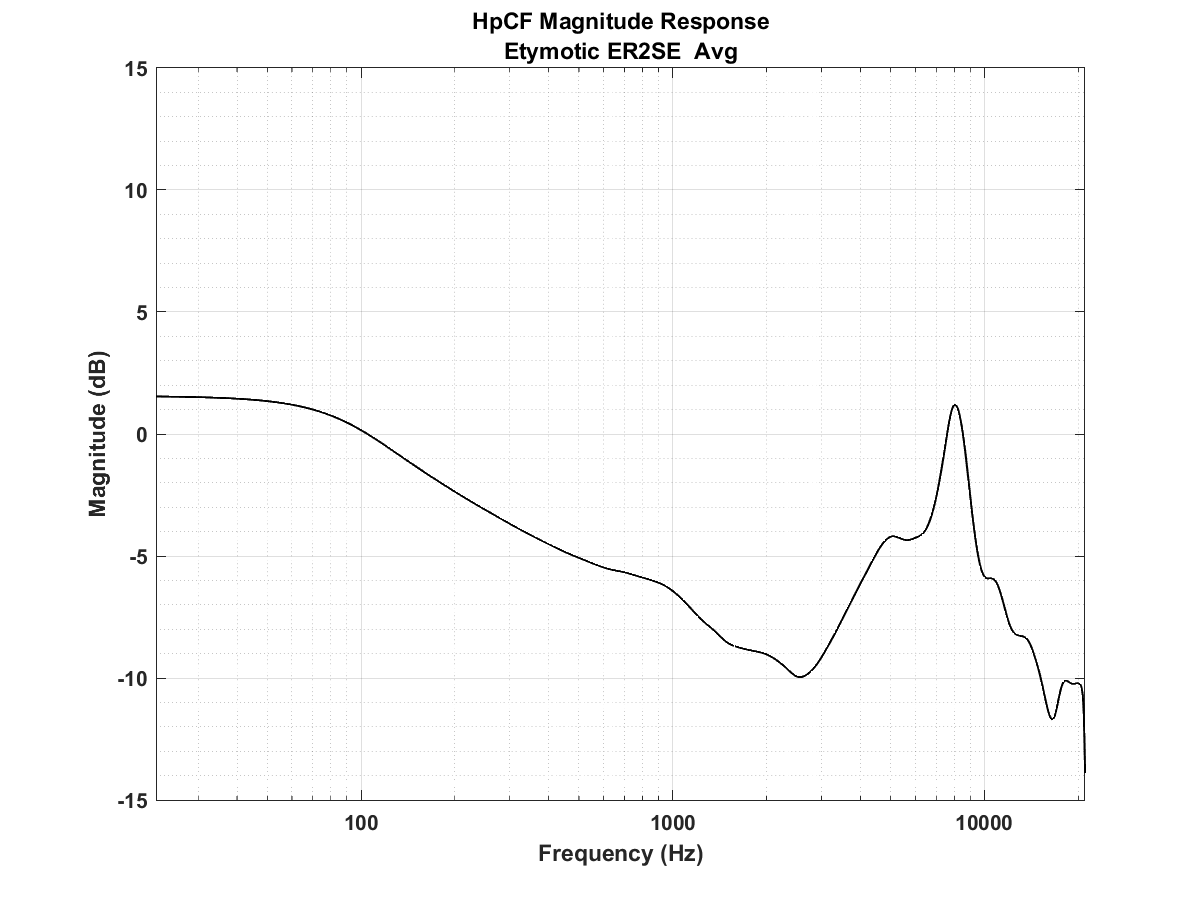 HpCF Magnitude Response
Etymotic ER2SE  Avg
15
10
5
0
-5
-10
-15
Magnitude (dB)
100
1000
10000
Frequency (Hz)